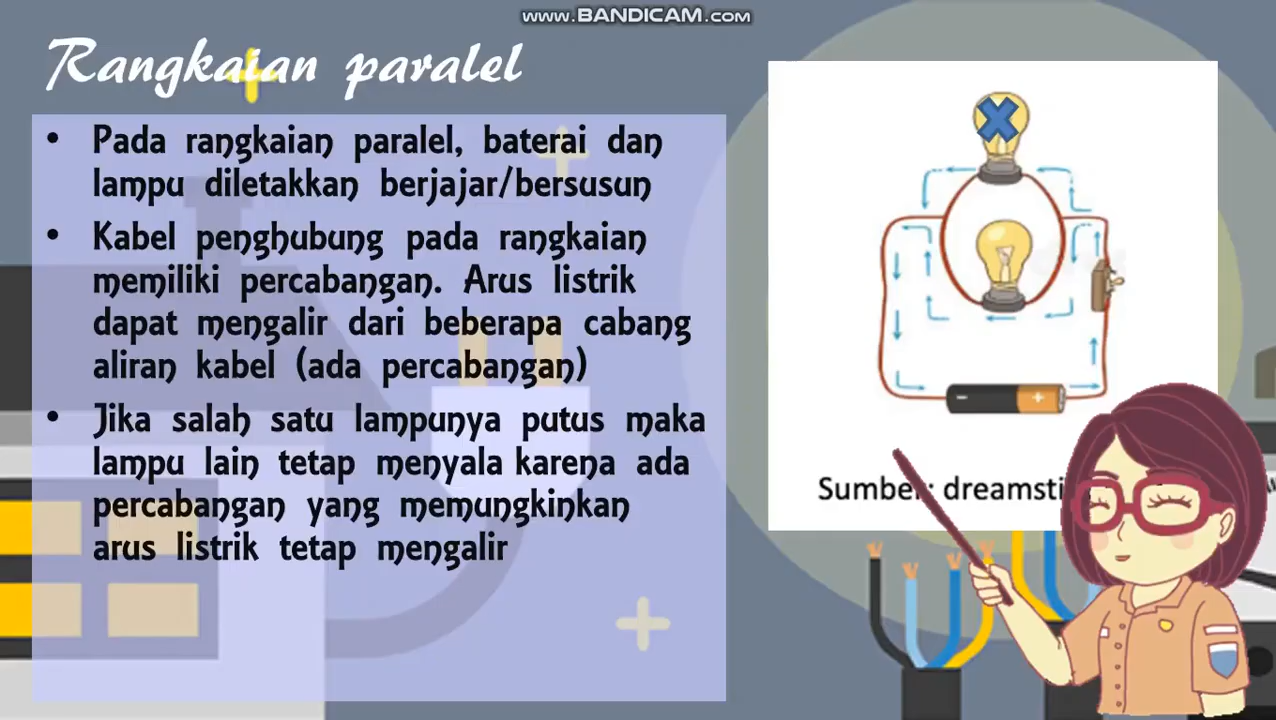 www.BANDICAM.com
Rangkaian paralel
• Pada rangkaian paralel, baterai dan
lampu diletakkan berjajar/bersusun
• Kabel penghubung pada rangkaian
memiliki percabangan. Arus listrik
dapat mengalir dari beberapa cabang
aliran kabel (ada percabangan)
• Jika salah satu lampunya putus maka
lampu lain tetap menyala karena ada
percabangan yang memungkinkan
arus listrik tetap mengalir
- +
Sumber: dreamsti